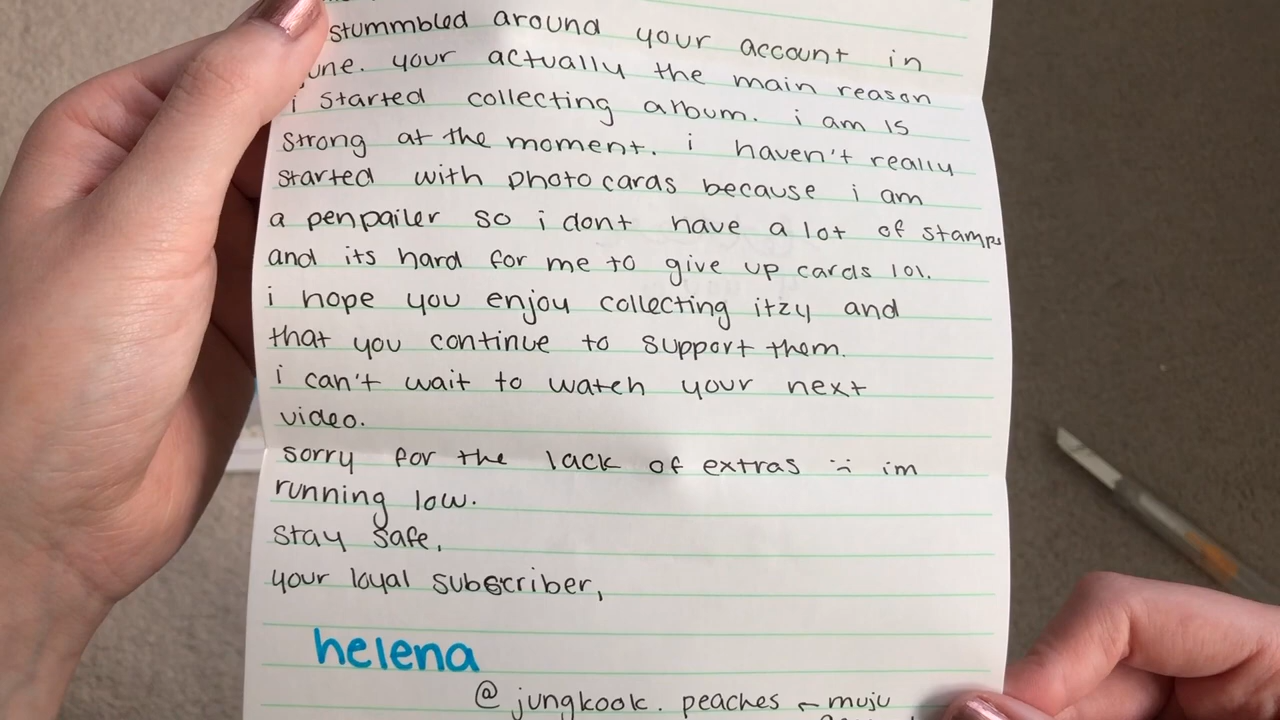 stummbled around your account in
une. your actually the main reason
i started collecting album. i am 15
strong at the moment. i haven't really
started with photocards because i am
a penpailer so i dont have a lot of stamps
and its hard for me to give up cards lol.
i hope you enjou collecting itzy and
that you continue to support them.
i can't wait to watch your next
video.
sorry for the lack of extras :( im
running low.
stay safe,
your loyal subscriber,
helena
@jungkook.peaches ← muju